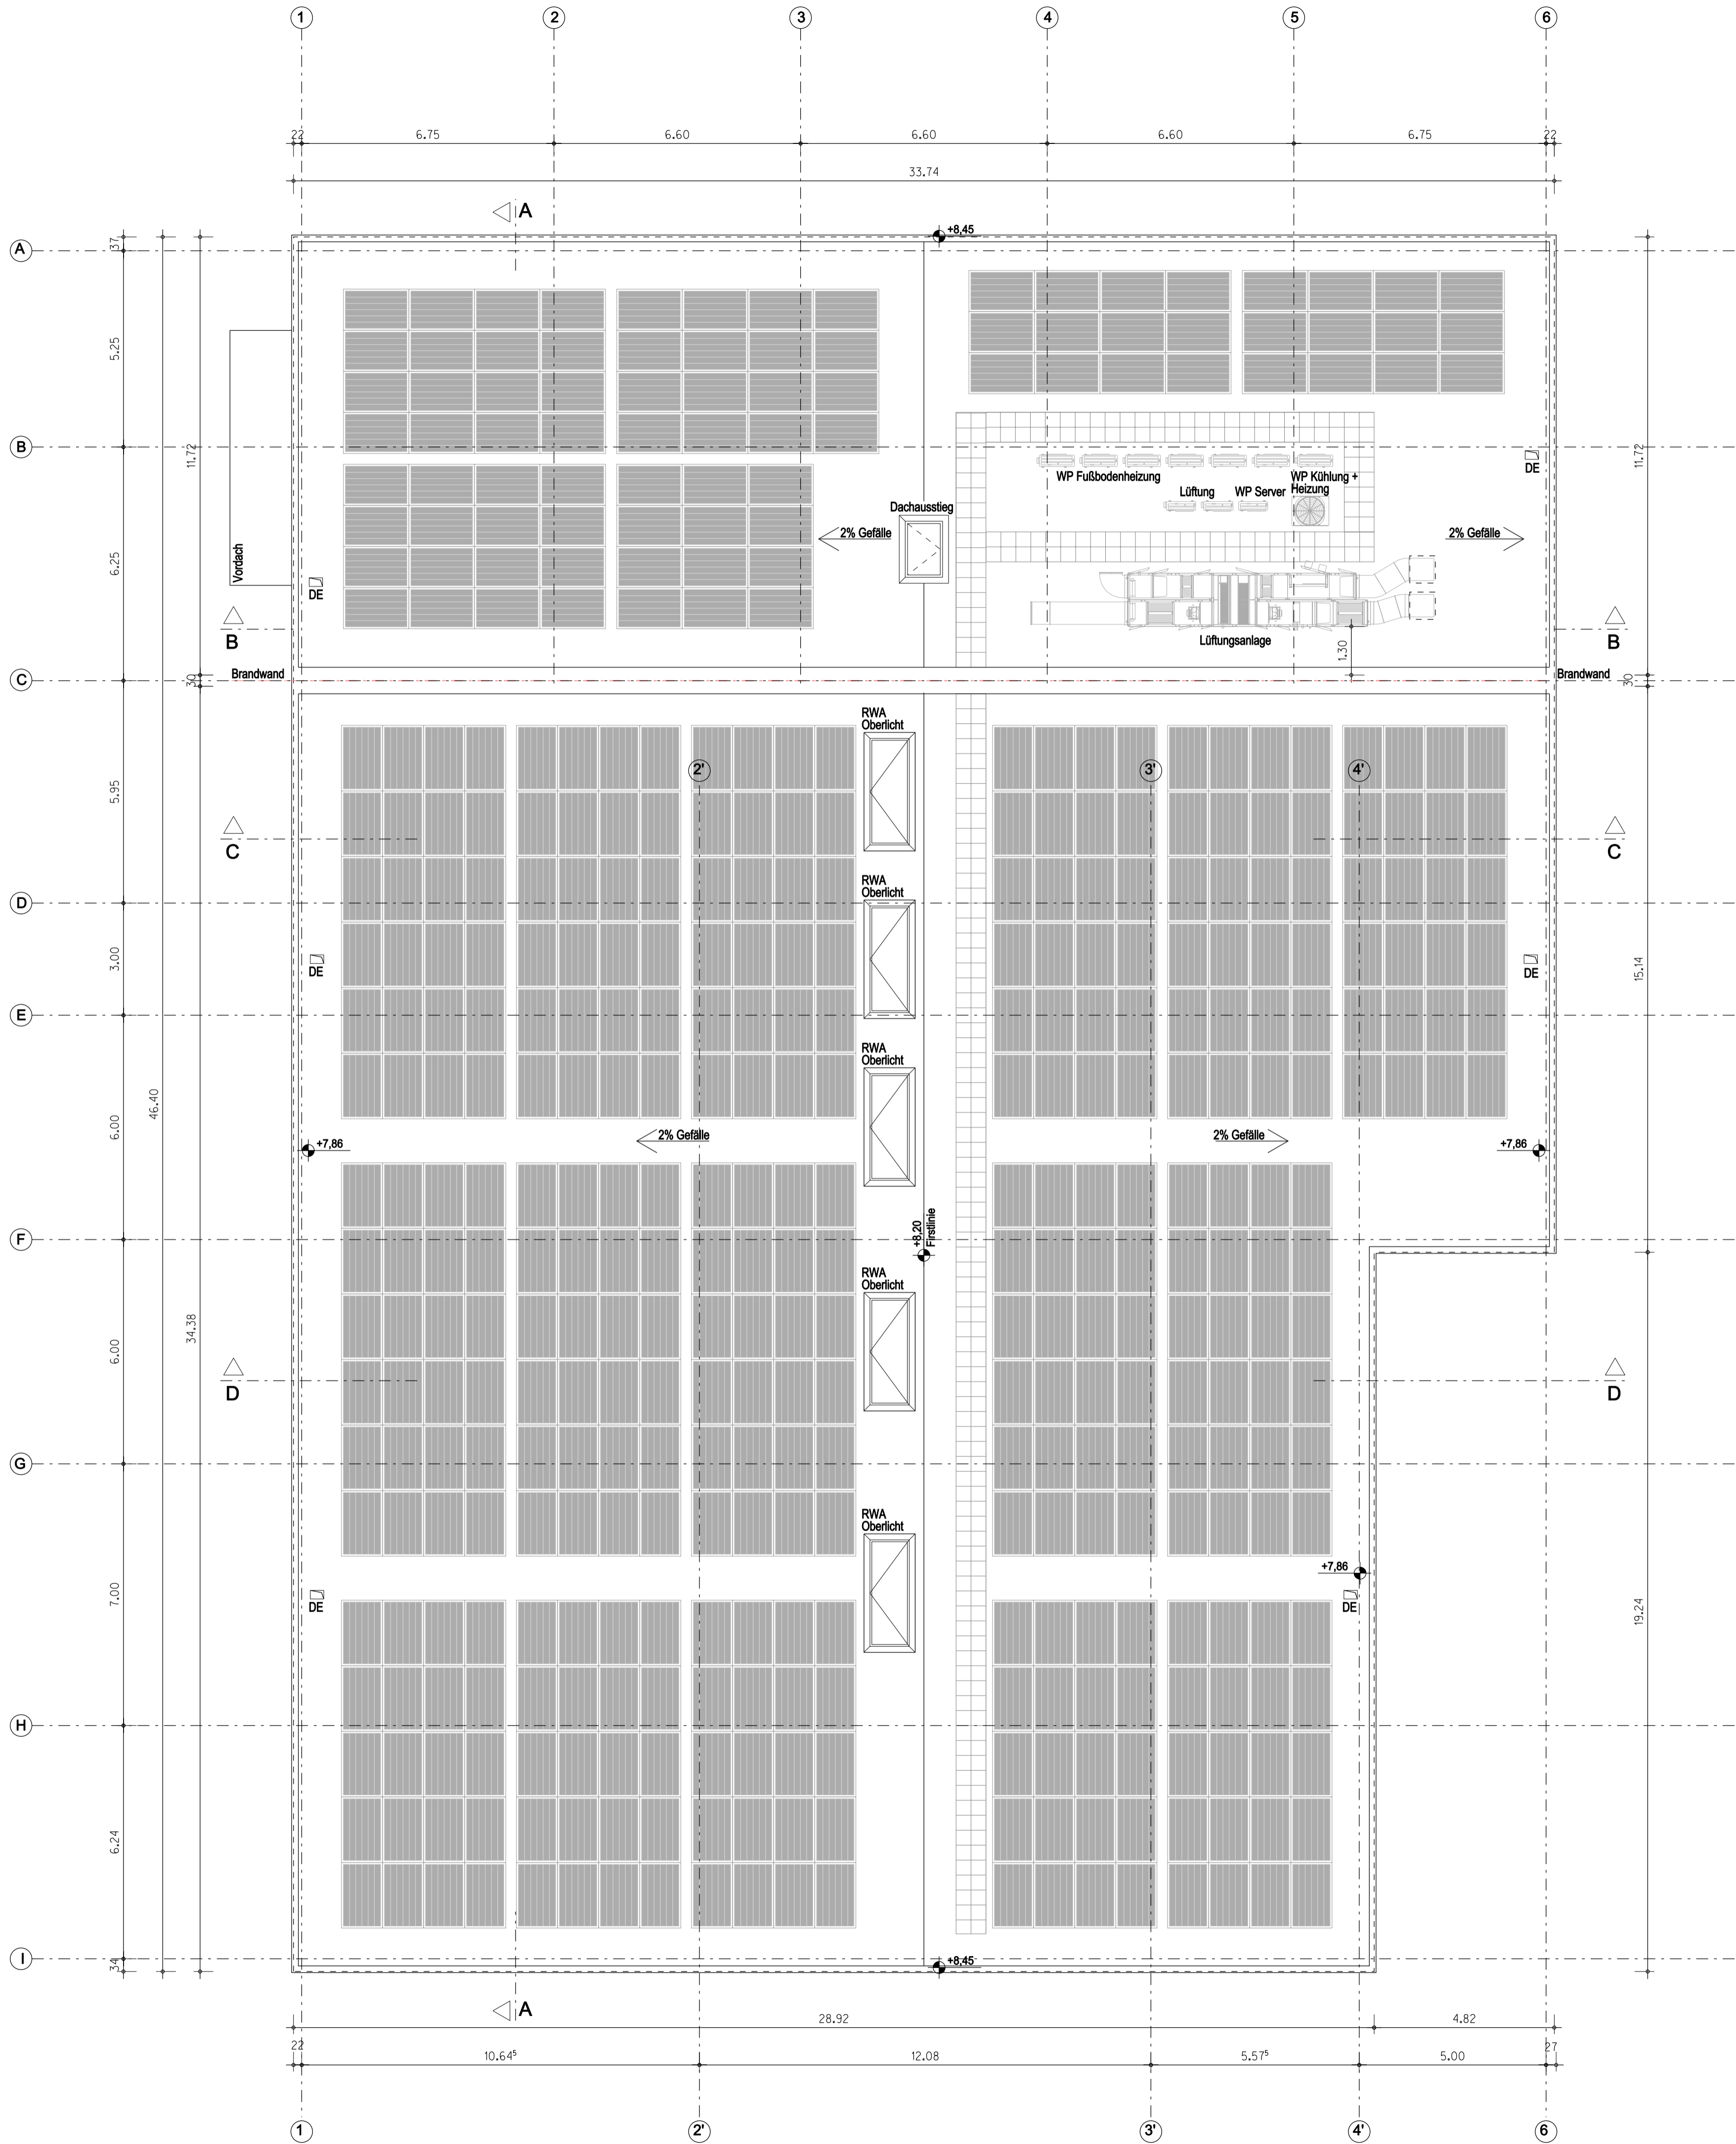 1
2
3
4
5
6
22
6.75
6.60
6.60
6.60
6.75
22
33.74
A
A
37
+8,45
5.25
B
11.72
11.72
DE
WP Fußbodenheizung
WP Kühlung +
Heizung
Lüftung
WP Server
Dachausstieg
2% Gefälle
2% Gefälle
6.25
Vordach
DE
B
B
Lüftungsanlage
1.30
C
30
Brandwand
Brandwand
30
RWA
Oberlicht
2'
3'
4'
5.95
C
C
RWA
Oberlicht
D
3.00
DE
DE
15.14
E
RWA
Oberlicht
46.40
6.00
2% Gefälle
2% Gefälle
+7,86
+7,86
+8,20
Firstlinie
F
RWA
Oberlicht
34.38
6.00
D
D
G
RWA
Oberlicht
+7,86
7.00
DE
DE
19.24
H
6.24
I
34
+8,45
A
28.92
4.82
22
10.64⁵
12.08
5.57⁵
5.00
27
1
2'
3'
4'
6